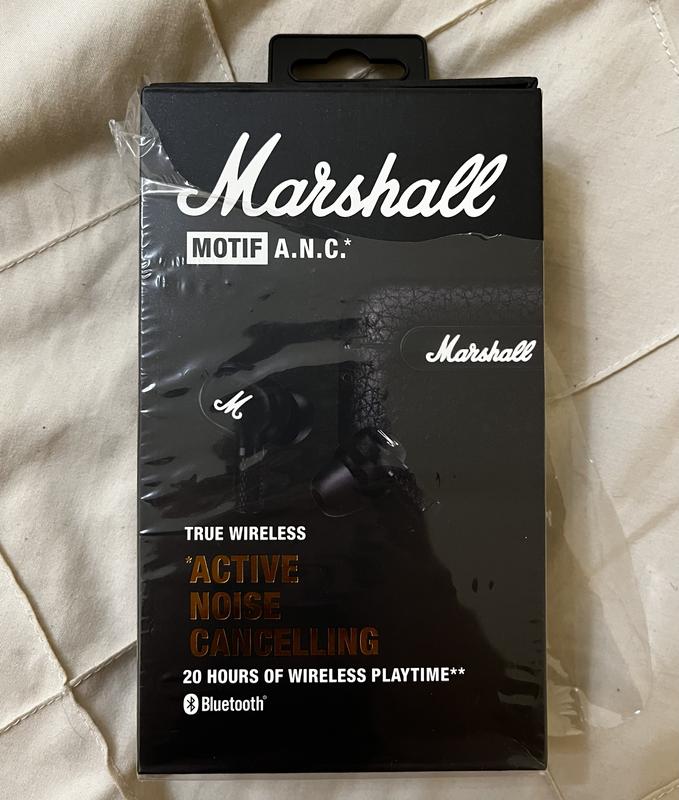 Marshall
MOTIF A.N.C.*
Marshall
M
TRUE WIRELESS
*ACTIVE
NOISE
CANCELLING
20 HOURS OF WIRELESS PLAYTIME**
Bluetooth®